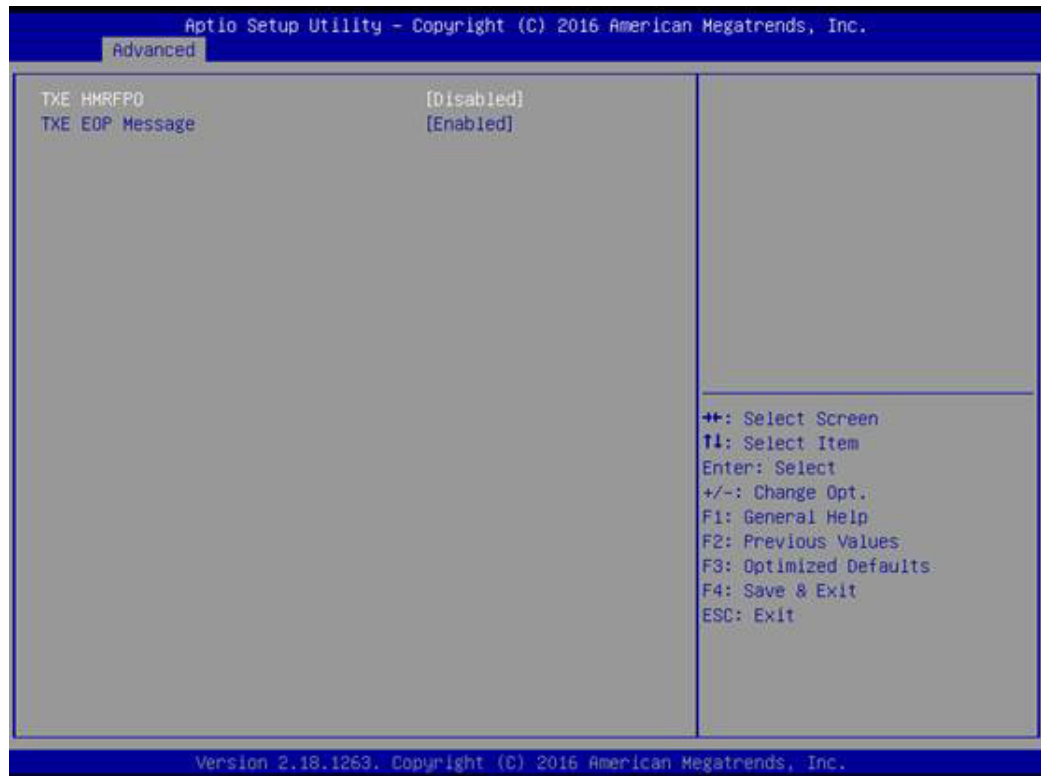 Aptio Setup Utility – Copyright (C) 2016 American Megatrends, Inc.
Advanced
TXE HMRFPO [Disabled]
TXE EOP Message [Enabled]
→←: Select Screen
↑↓: Select Item
Enter: Select
+/-: Change Opt.
F1: General Help
F2: Previous Values
F3: Optimized Defaults
F4: Save & Exit
ESC: Exit
Version 2.18.1263. Copyright (C) 2016 American Megatrends, Inc.